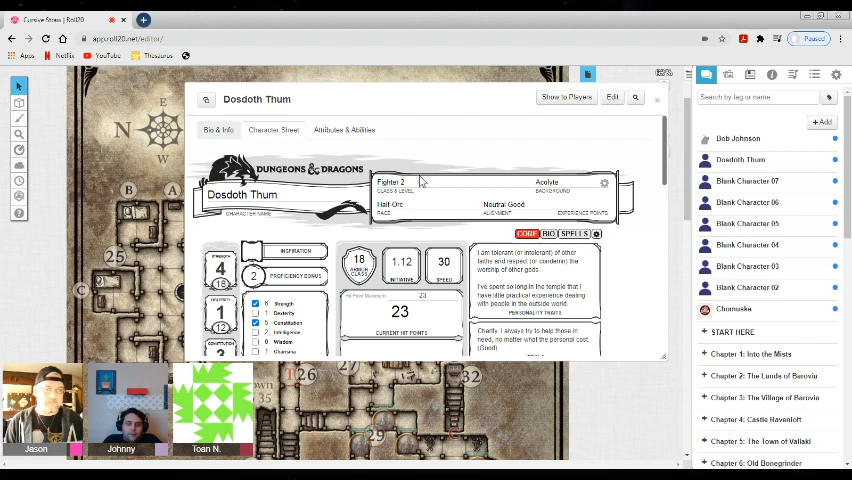 Cursive Strass | Roll20
Paused
app.roll20.net/editor/
Apps
Netflix
YouTube
Thesaurus
Dosdoth Thum
Show to Players
Edit
Bio & Info
Character Sheet
Attributes & Abilities
DUNGEONS & DRAGONS
Dosdoth Thum
CHARACTER NAME
Fighter 2
CLASS & LEVEL
Acolyte
BACKGROUND
Half-Orc
RACE
Neutral Good
ALIGNMENT
EXPERIENCE POINTS
CORE
BIO
SPELLS
STRENGTH
4
18
DEXTERITY
1
12
CONSTITUTION
INSPIRATION
2
PROFICIENCY BONUS
6 Strength
1 Dexterity
5 Constitution
2 Intelligence
0 Wisdom
1 Charisma
18
ARMOR CLASS
1.12
INITIATIVE
30
SPEED
Hit Point Maximum 23
23
CURRENT HIT POINTS
I am tolerant (or intolerant) of other
faiths and respect (or condemn) the
worship of other gods.
I've spent so long in the temple that I
have little practical experience dealing
with people in the outside world.
PERSONALITY TRAITS
Charity. I always try to help those in
need, no matter what the personal cost.
(Good)
N
E
W
B
A
25
C
T26
27
32
35
29
Jason
Johnny
Toan N.
Search by tag or name...
+ Add
Bob Johnson
Dosdoth Thum
Blank Character 07
Blank Character 06
Blank Character 05
Blank Character 04
Blank Character 03
Blank Character 02
Chomuske
START HERE
Chapter 1: Into the Mists
Chapter 2: The Lands of Barovia
Chapter 3: The Village of Barovia
Chapter 4: Castle Ravenloft
Chapter 5: The Town of Vallaki
Chapter 6: Old Bonegrinder